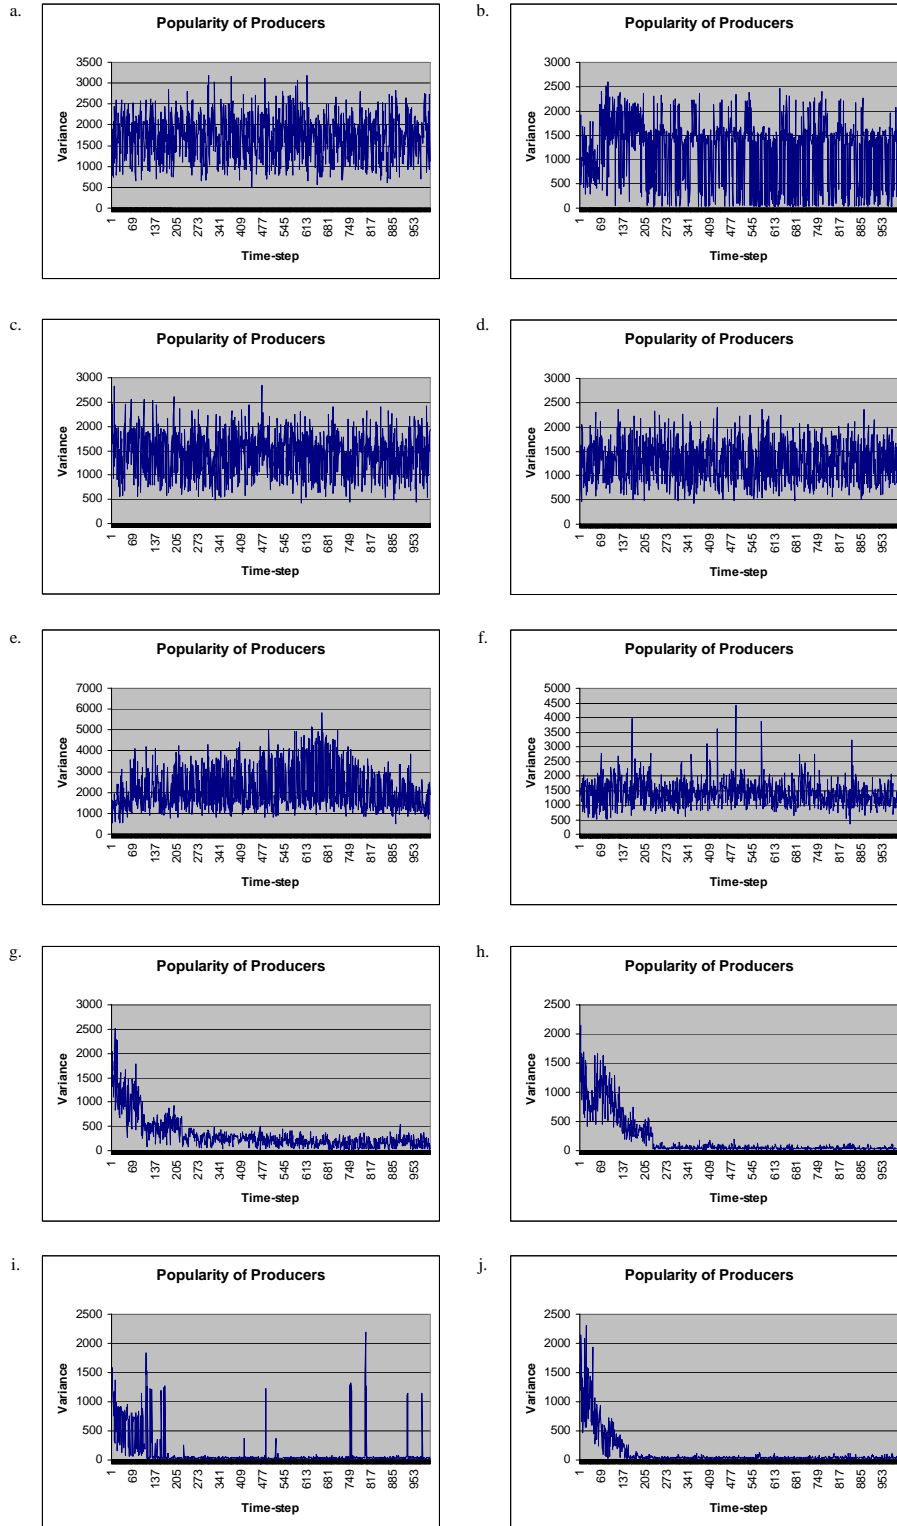 a.
Popularity of Producers
3500
3000
2500
2000
1500
1000
500
0
Variance
1 69 137 205 273 341 409 477 545 613 681 749 817 885 953
Time-step
b.
Popularity of Producers
3000
2500
2000
1500
1000
500
0
Variance
1 69 137 205 273 341 409 477 545 613 681 749 817 885 953
Time-step
c.
Popularity of Producers
3000
2500
2000
1500
1000
500
0
Variance
1 69 137 205 273 341 409 477 545 613 681 749 817 885 953
Time-step
d.
Popularity of Producers
3000
2500
2000
1500
1000
500
0
Variance
1 69 137 205 273 341 409 477 545 613 681 749 817 885 953
Time-step
e.
Popularity of Producers
7000
6000
5000
4000
3000
2000
1000
0
Variance
1 69 137 205 273 341 409 477 545 613 681 749 817 885 953
Time-step
f.
Popularity of Producers
5000
4500
4000
3500
3000
2500
2000
1500
1000
500
0
Variance
1 69 137 205 273 341 409 477 545 613 681 749 817 885 953
Time-step
g.
Popularity of Producers
3000
2500
2000
1500
1000
500
0
Variance
1 69 137 205 273 341 409 477 545 613 681 749 817 885 953
Time-step
h.
Popularity of Producers
2500
2000
1500
1000
500
0
Variance
1 69 137 205 273 341 409 477 545 613 681 749 817 885 953
Time-step
i.
Popularity of Producers
2500
2000
1500
1000
500
0
Variance
1 69 137 205 273 341 409 477 545 613 681 749 817 885 953
Time-step
j.
Popularity of Producers
2500
2000
1500
1000
500
0
Variance
1 69 137 205 273 341 409 477 545 613 681 749 817 885 953
Time-step